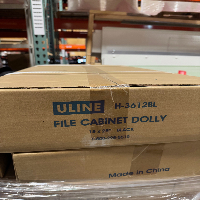 ULINE H-3612BL
FILE CABINET DOLLY
Made in China